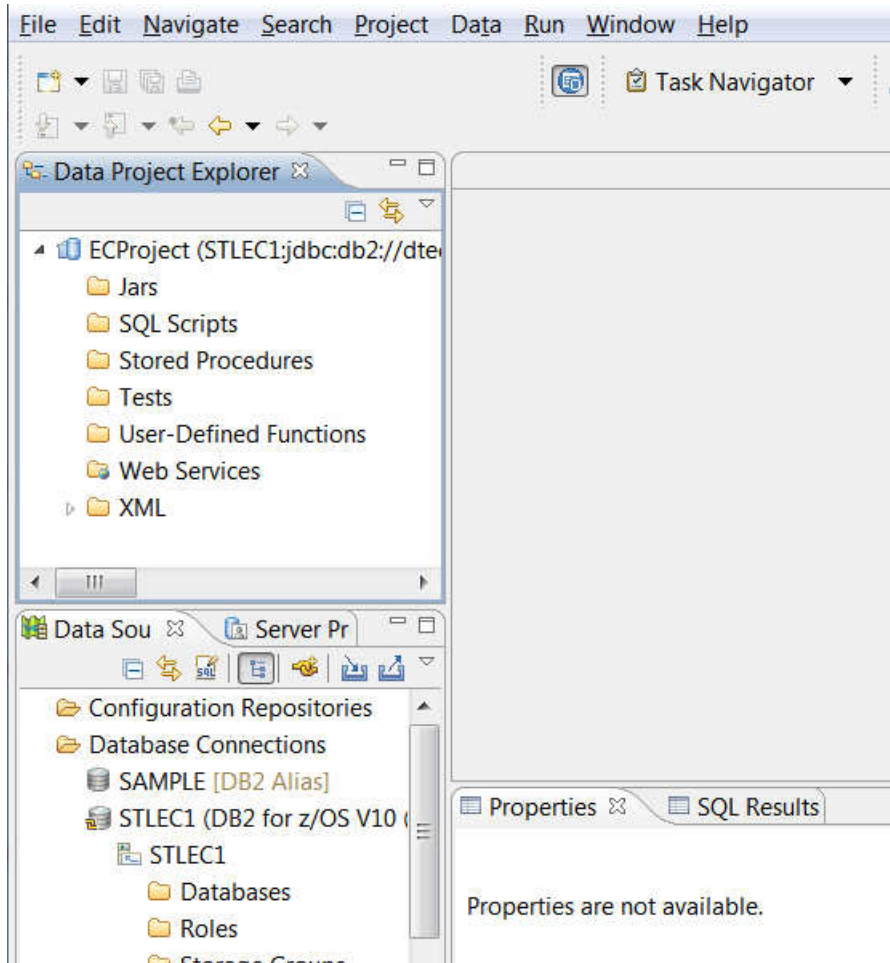 File Edit Navigate Search Project Data Run Window Help
Task Navigator
Data Project Explorer
ECProject (STLEC1:jdbc:db2://dte
Jars
SQL Scripts
Stored Procedures
Tests
User-Defined Functions
Web Services
XML
Data Sou Server Pr
SQL
Configuration Repositories
Database Connections
SAMPLE [DB2 Alias]
STLEC1 (DB2 for z/OS V10 (
STLEC1
Databases
Roles
Storage Groups
Properties SQL Results
Properties are not available.